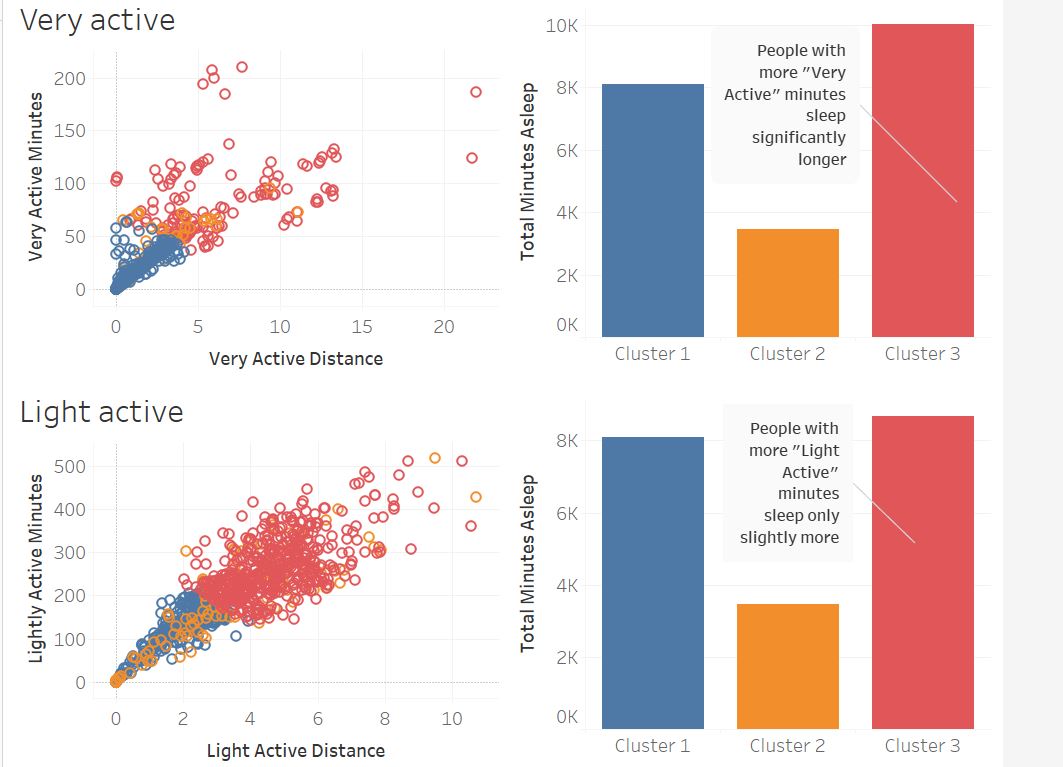 Very active
Very Active Minutes
200
150
100
50
0
0 5 10 15 20
Very Active Distance
Total Minutes Asleep
10K
8K
6K
4K
2K
0K
People with
more "Very
Active" minutes
sleep
significantly
longer
Cluster 1 Cluster 2 Cluster 3
Light active
Lightly Active Minutes
500
400
300
200
100
0
0 2 4 6 8 10
Light Active Distance
Total Minutes Asleep
8K
6K
4K
2K
0K
People with
more "Light
Active"
minutes
sleep only
slightly more
Cluster 1 Cluster 2 Cluster 3